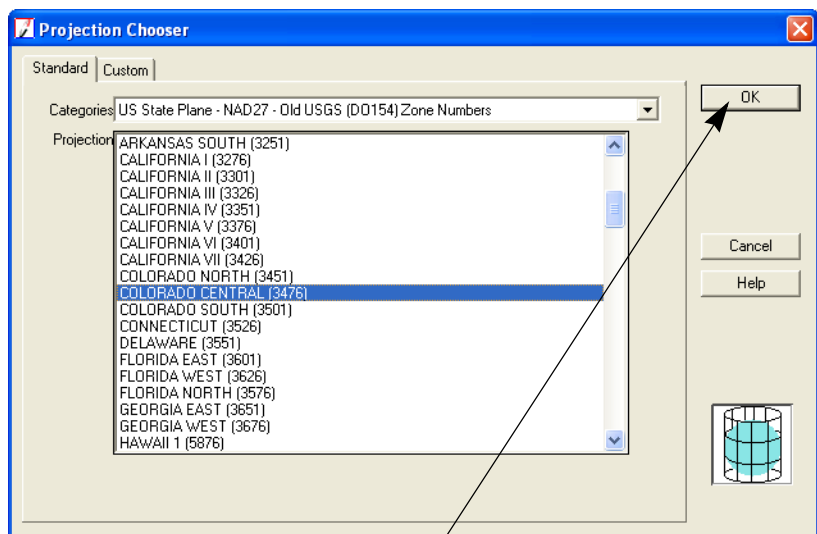 Projection Chooser
Standard
Custom
Categories US State Plane - NAD27 - Old USGS (DO154) Zone Numbers
Projection
ARKANSAS SOUTH (3251)
CALIFORNIA I (3276)
CALIFORNIA II (3301)
CALIFORNIA III (3326)
CALIFORNIA IV (3351)
CALIFORNIA V (3376)
CALIFORNIA VI (3401)
CALIFORNIA VII (3426)
COLORADO NORTH (3451)
COLORADO CENTRAL (3476)
COLORADO SOUTH (3501)
CONNECTICUT (3526)
DELAWARE (3551)
FLORIDA EAST (3601)
FLORIDA WEST (3626)
FLORIDA NORTH (3576)
GEORGIA EAST (3651)
GEORGIA WEST (3676)
HAWAII 1 (5876)
OK
Cancel
Help